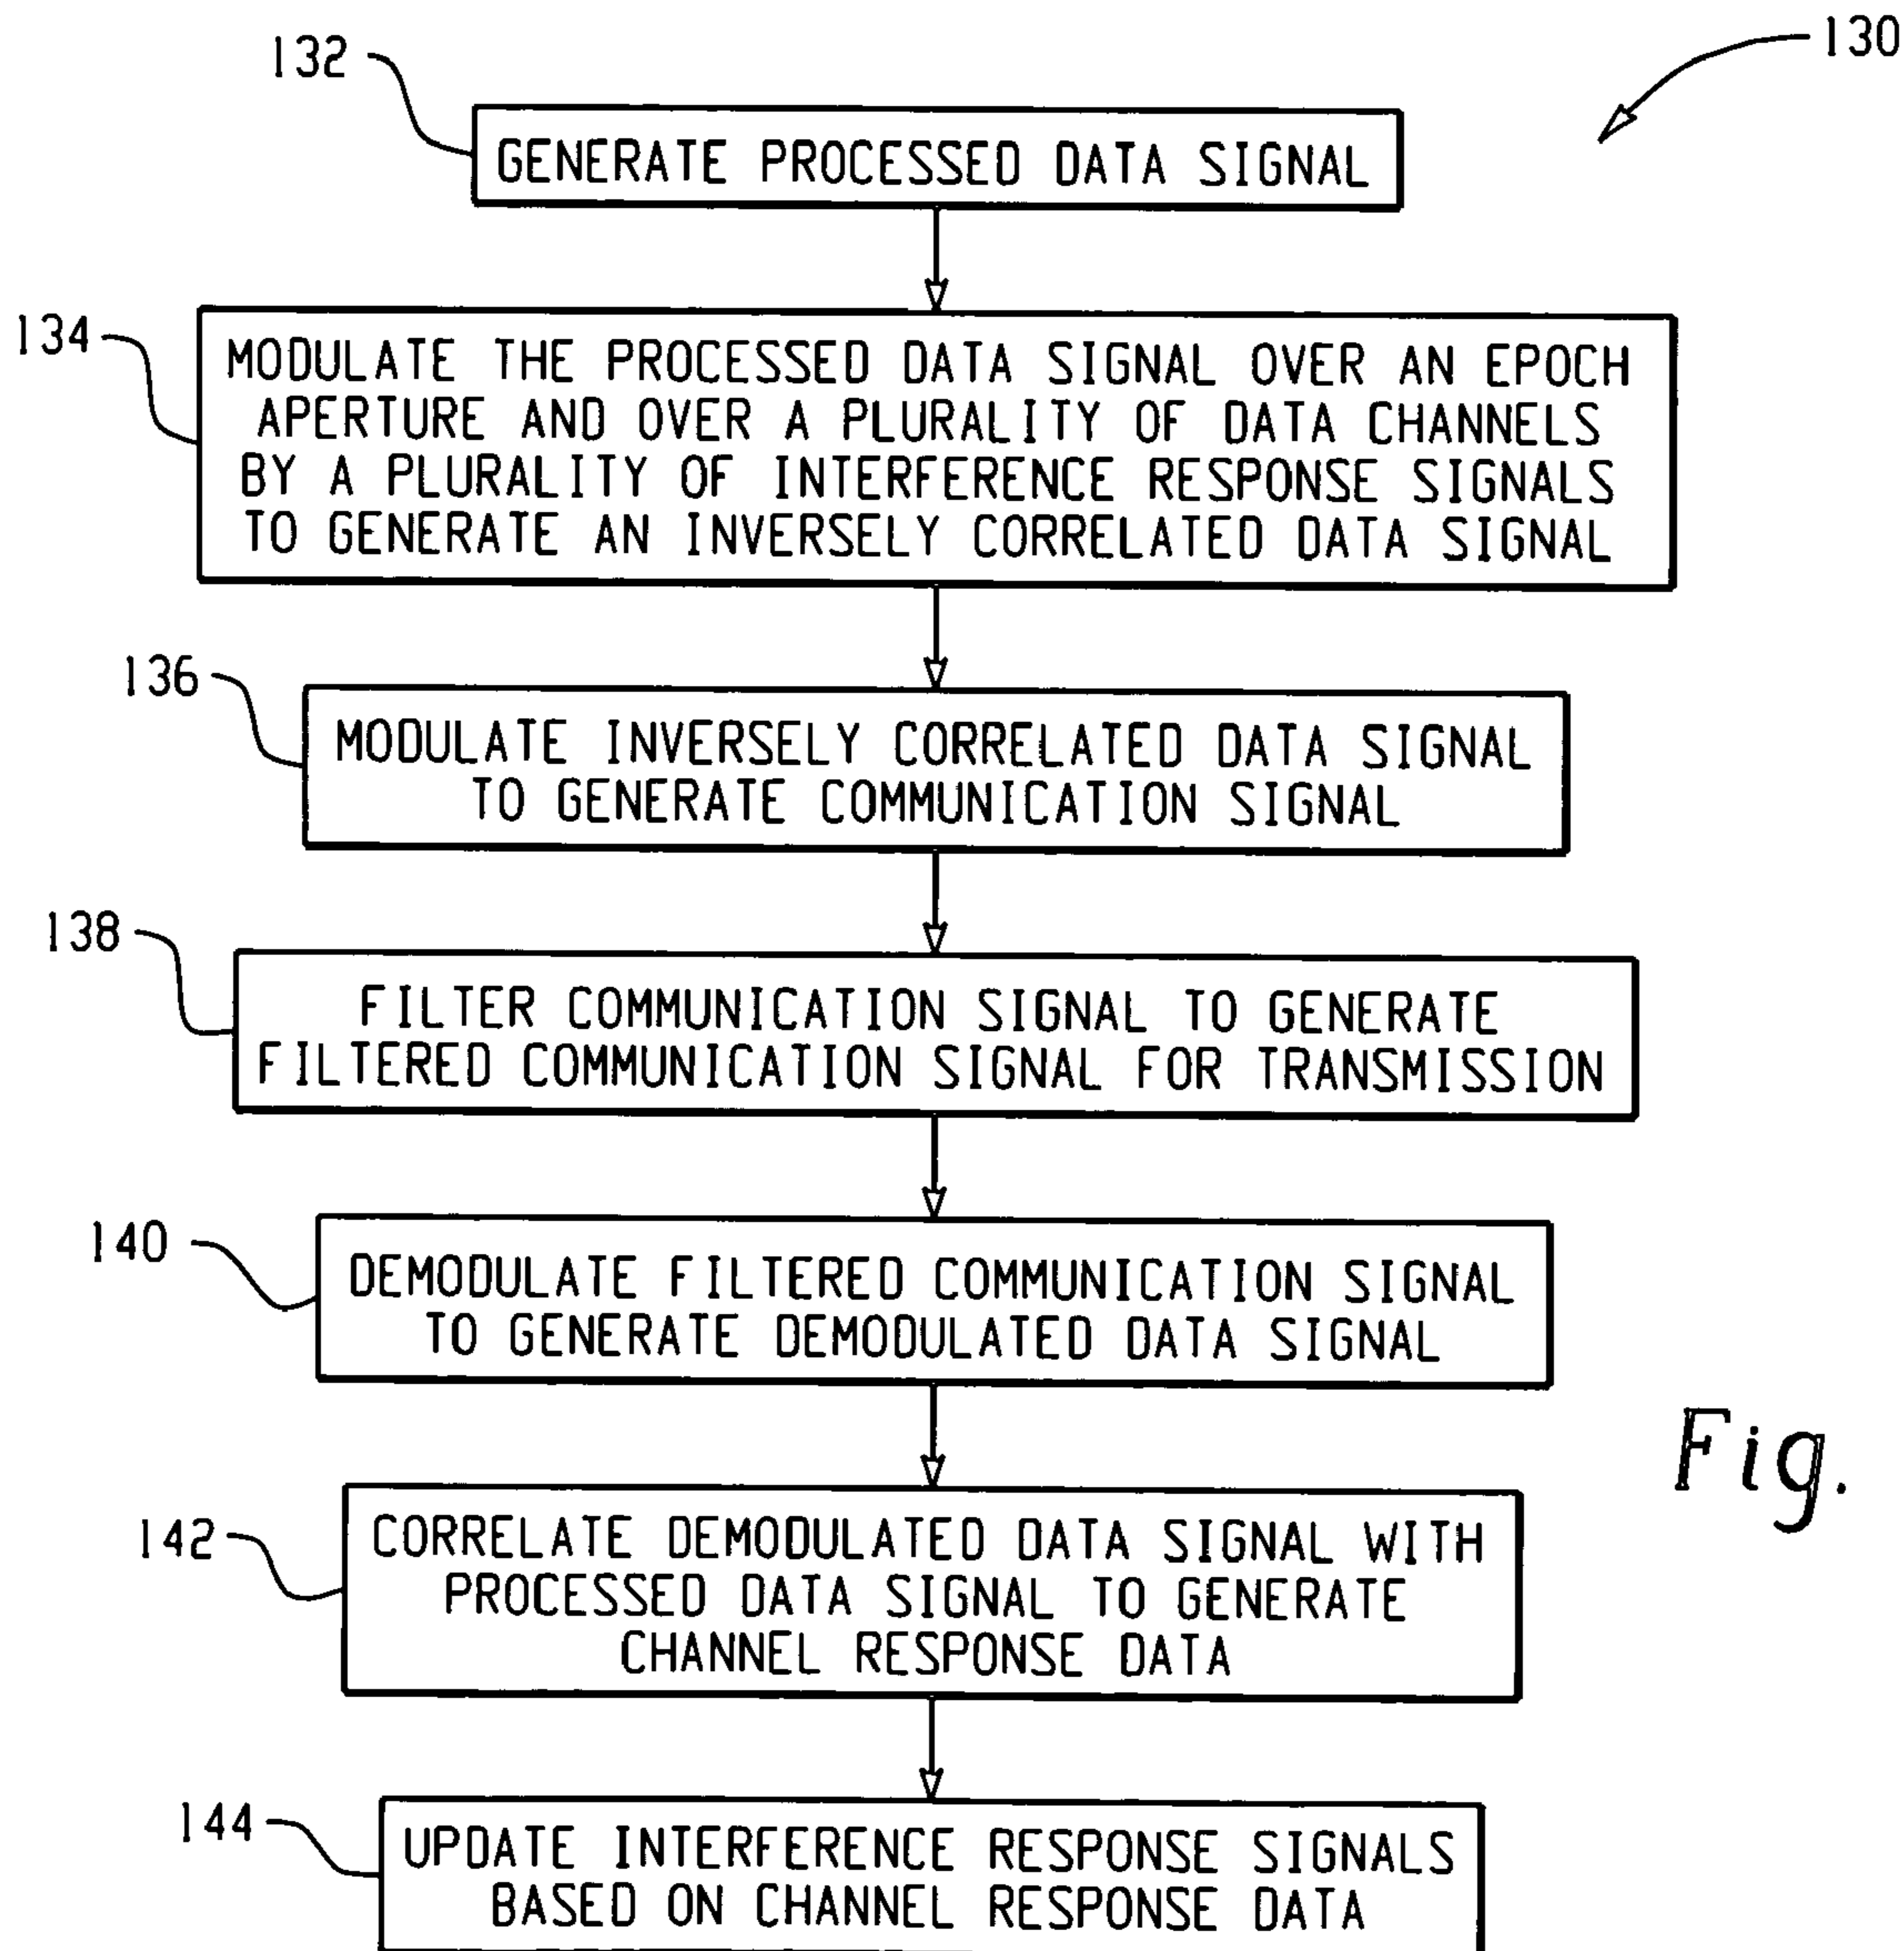 130
132
GENERATE PROCESSED DATA SIGNAL
134
MODULATE THE PROCESSED DATA SIGNAL OVER AN EPOCH
APERTURE AND OVER A PLURALITY OF DATA CHANNELS
BY A PLURALITY OF INTERFERENCE RESPONSE SIGNALS
TO GENERATE AN INVERSELY CORRELATED DATA SIGNAL
136
MODULATE INVERSELY CORRELATED DATA SIGNAL
TO GENERATE COMMUNICATION SIGNAL
138
FILTER COMMUNICATION SIGNAL TO GENERATE
FILTERED COMMUNICATION SIGNAL FOR TRANSMISSION
140
DEMODULATE FILTERED COMMUNICATION SIGNAL
TO GENERATE DEMODULATED DATA SIGNAL
Fig.
142
CORRELATE DEMODULATED DATA SIGNAL WITH
PROCESSED DATA SIGNAL TO GENERATE
CHANNEL RESPONSE DATA
144
UPDATE INTERFERENCE RESPONSE SIGNALS
BASED ON CHANNEL RESPONSE DATA